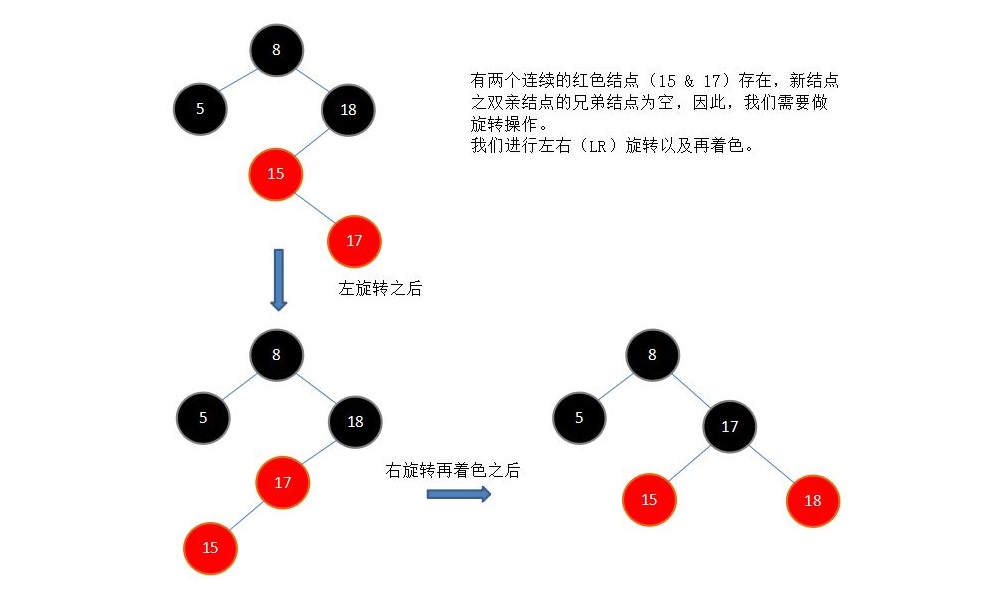 8
有两个连续的红色结点（15 & 17）存在，新结点
之双亲结点的兄弟结点为空，因此，我们需要做
旋转操作。
我们进行左右（LR）旋转以及再着色。
5
18
15
17
左旋转之后
8
5
18
17
15
右旋转再着色之后
8
5
17
15
18